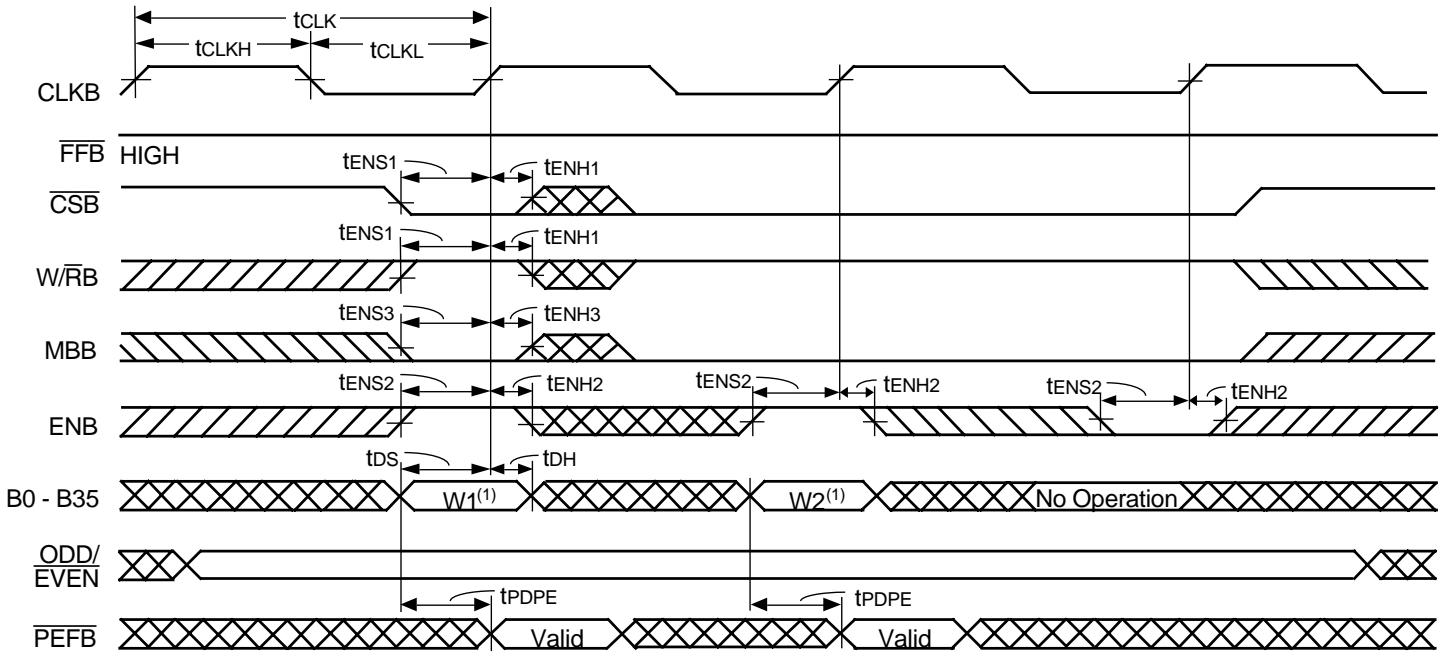 tCLK
tCLKH tCLKL
CLKB
FFB HIGH
tENS1 tENH1
CSB
tENS1 tENH1
W/RB
tENS3 tENH3
MBB
tENS2 tENH2 tENS2 tENH2 tENS2 tENH2
ENB
tDS tDH
B0 - B35 W1(1) W2(1) No Operation
ODD/
EVEN
tPDPE tPDPE
PEFB Valid Valid